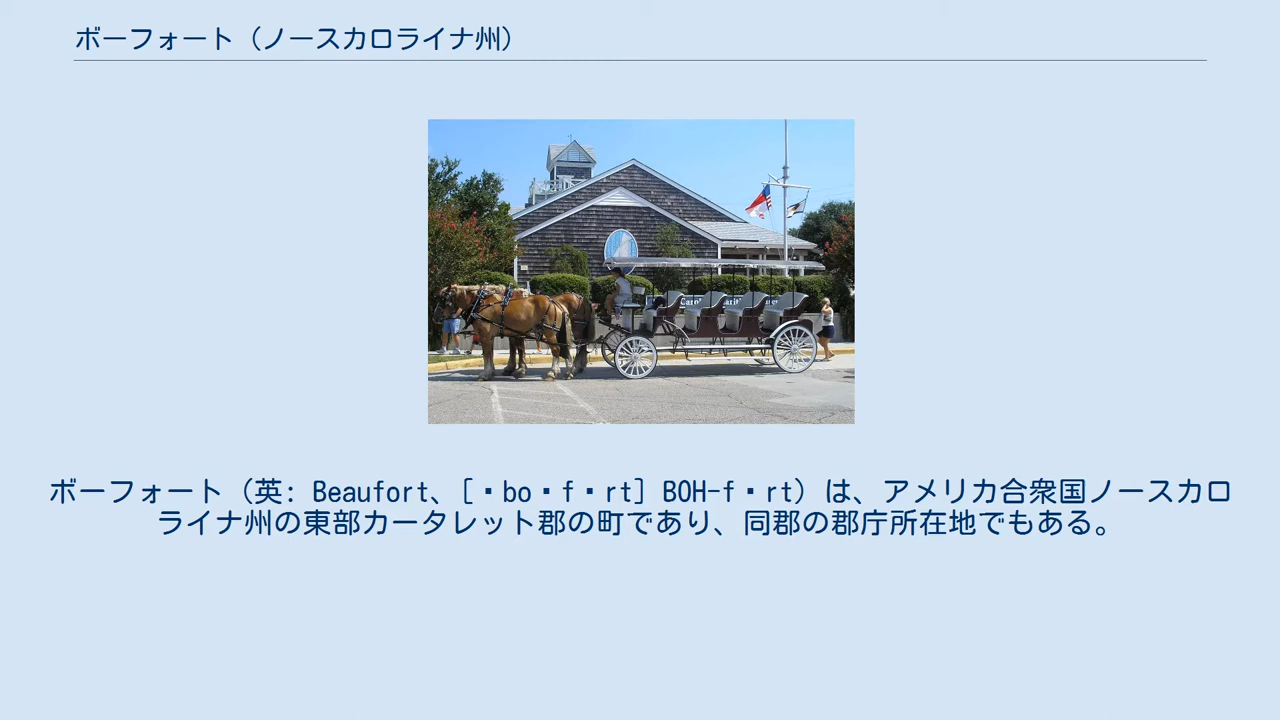 ボーフォート（ノースカロライナ州）
ボーフォート（英: Beaufort、[・bo・f・rt] BOH-f・rt）は、アメリカ合衆国ノースカロ
ライナ州の東部カータレット郡の町であり、同郡の郡庁所在地でもある。